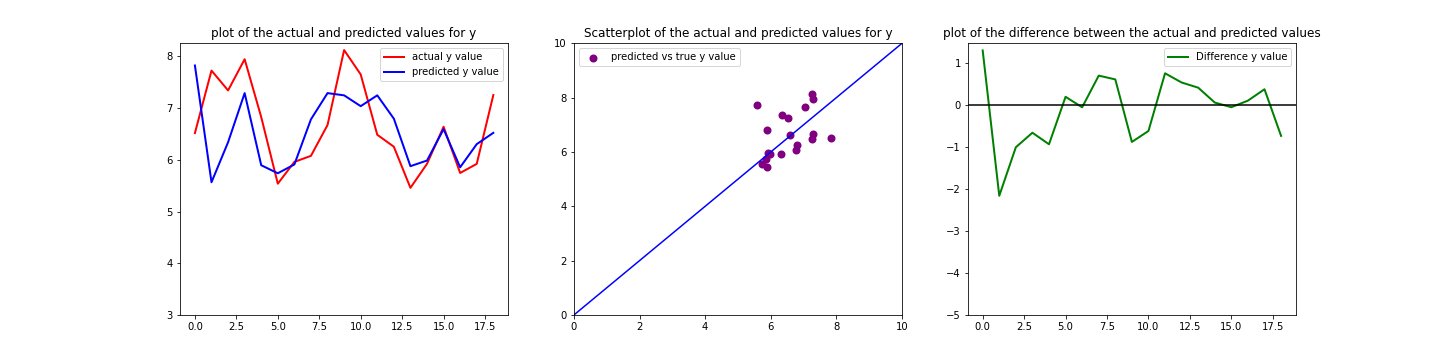 plot of the actual and predicted values for y
actual y value
predicted y value
8
7
6
5
4
3
0.0 2.5 5.0 7.5 10.0 12.5 15.0 17.5
Scatterplot of the actual and predicted values for y
predicted vs true y value
10
8
6
4
2
0
0 2 4 6 8 10
plot of the difference between the actual and predicted values
Difference y value
1
0
−1
−2
−3
−4
−5
0.0 2.5 5.0 7.5 10.0 12.5 15.0 17.5